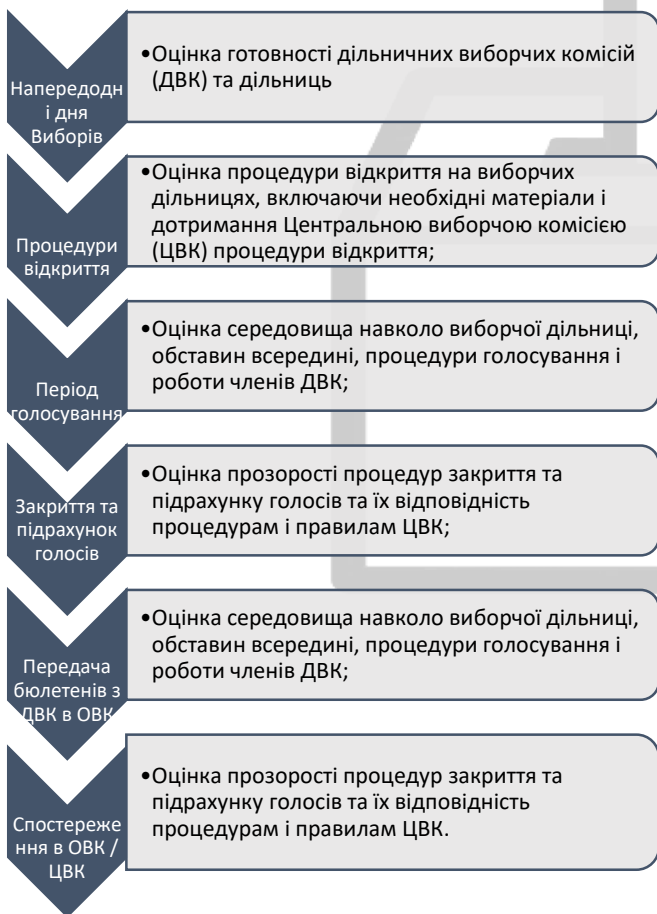 Напередодн
і дня
Виборів
•Оцінка готовності дільничних виборчих комісій
(ДВК) та дільниць
Процедури
відкриття
•Оцінка процедури відкриття на виборчих
дільницях, включаючи необхідні матеріали і
дотримання Центральною виборчою комісією
(ЦВК) процедури відкриття;
Період
голосування
•Оцінка середовища навколо виборчої дільниці,
обставин всередині, процедури голосування і
роботи членів ДВК;
Закриття та
підрахунок
голосів
•Оцінка прозорості процедур закриття та
підрахунку голосів та їх відповідність
процедурам і правилам ЦВК;
Передача
бюлетенів з
ДВК в ОВК
•Оцінка середовища навколо виборчої дільниці,
обставин всередині, процедури голосування і
роботи членів ДВК;
Спостереже
ння в ОВК /
ЦВК
•Оцінка прозорості процедур закриття та
підрахунку голосів та їх відповідність
процедурам і правилам ЦВК.